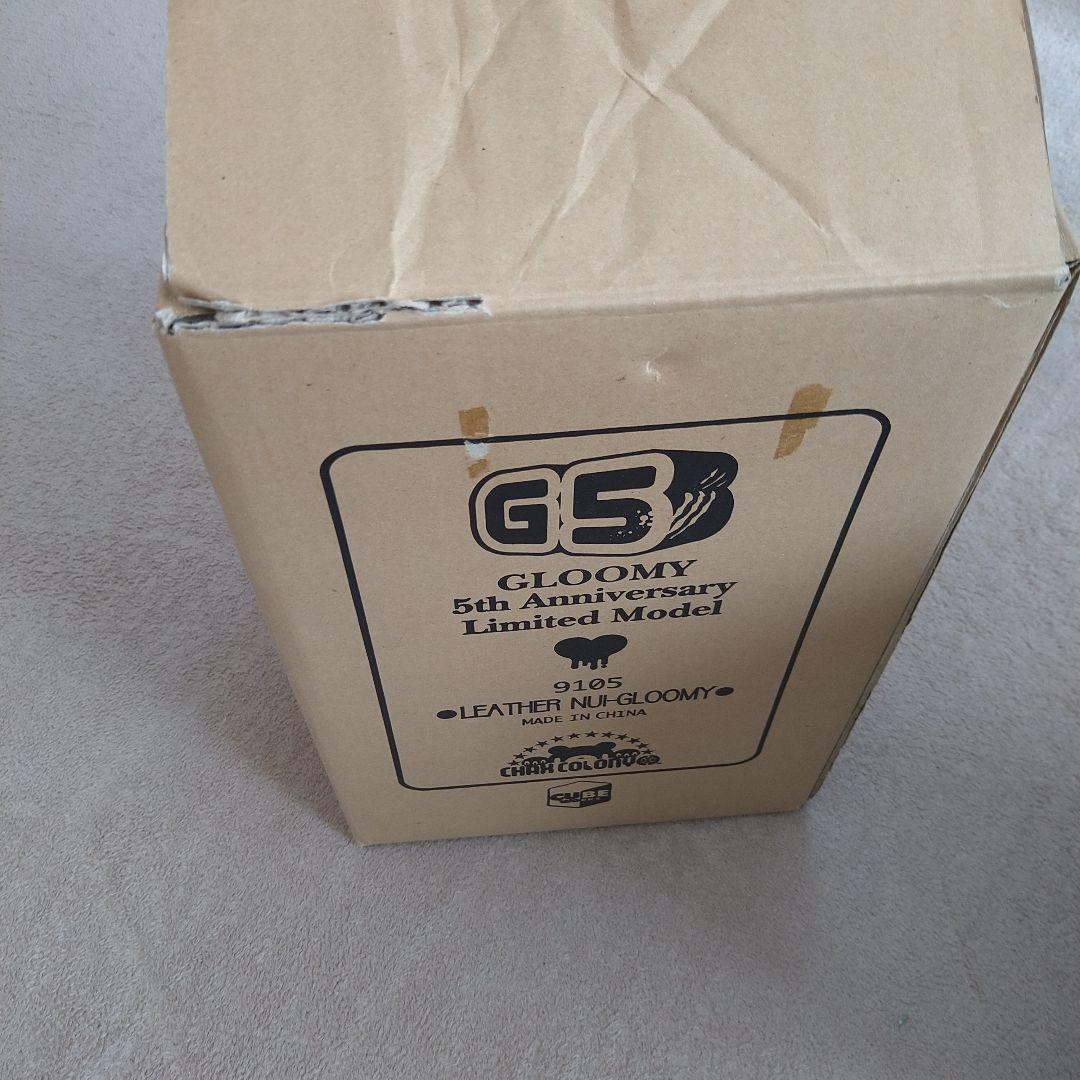 G5
GLOOMY
5th Anniversary
Limited Model
9105
●LEATHER NUI-GLOOMY●
MADE IN CHINA
CHAX COLONY
CUBE